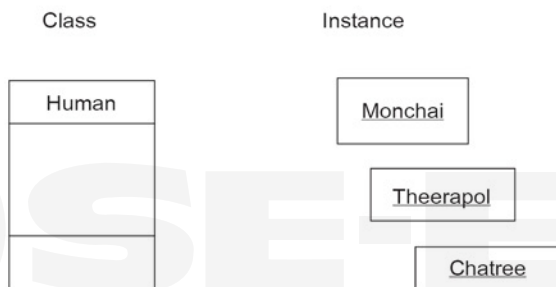 Class
Instance
Human
Monchai
Theerapol
Chatree